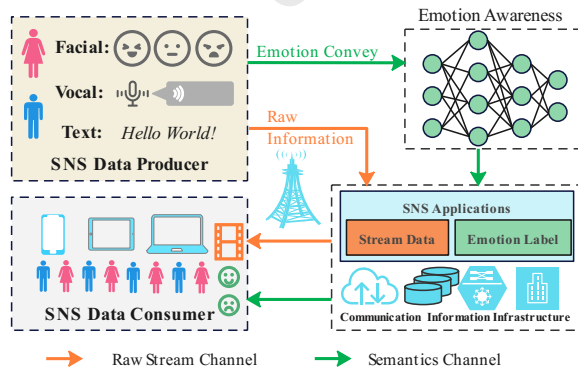 Emotion Awareness
Facial:
Emotion Convey
Vocal:
Raw
Information
Text: Hello World!
SNS Data Producer
SNS Applications
Stream Data
Emotion Label
SNS Data Consumer
Communication Information Infrastructure
Raw Stream Channel
Semantics Channel